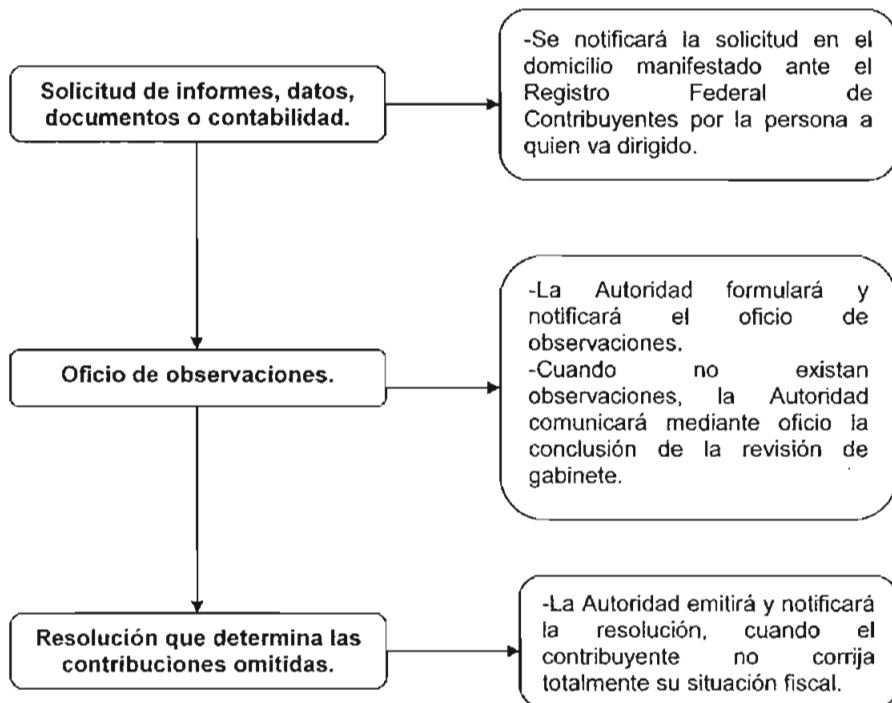 Solicitud de informes, datos,
documentos o contabilidad.
-Se notificará la solicitud en el
domicilio manifestado ante el
Registro Federal de
Contribuyentes por la persona a
quien va dirigido.
Oficio de observaciones.
-La Autoridad formulará y
notificará el oficio de
observaciones.
-Cuando no existan
observaciones, la Autoridad
comunicará mediante oficio la
conclusión de la revisión de
gabinete.
Resolución que determina las
contribuciones omitidas.
-La Autoridad emitirá y notificará
la resolución, cuando el
contribuyente no corrija
totalmente su situación fiscal.